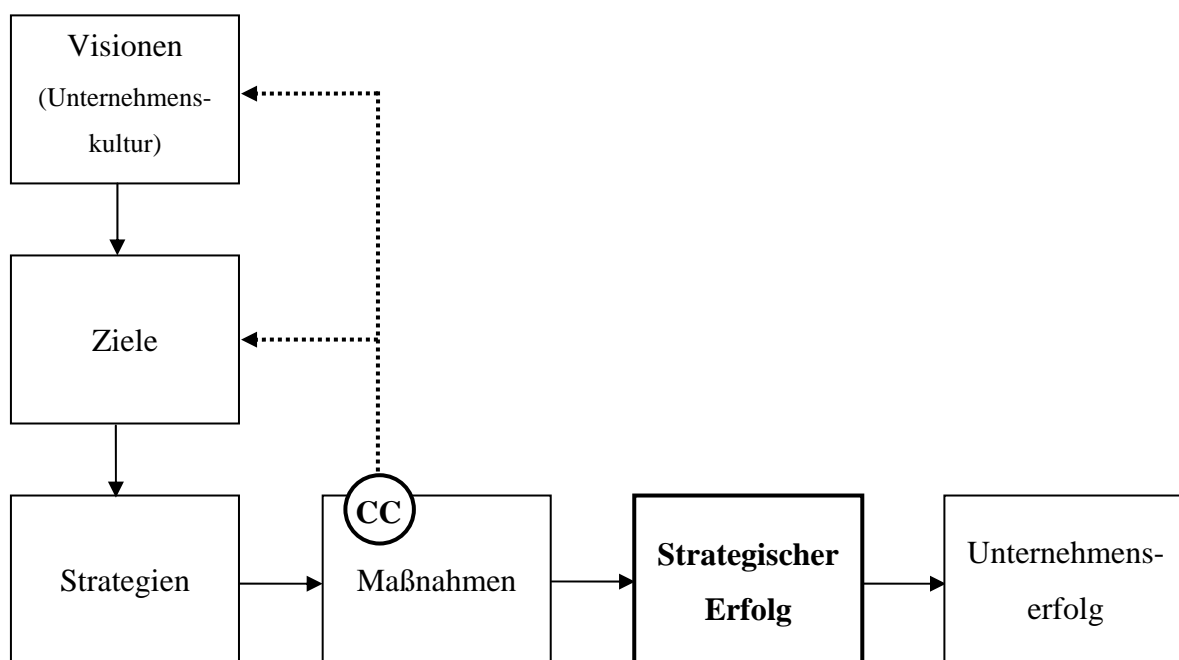 Visionen
(Unternehmens-
kultur)
Ziele
CC
Strategien
Maßnahmen
Strategischer
Erfolg
Unternehmens-
erfolg